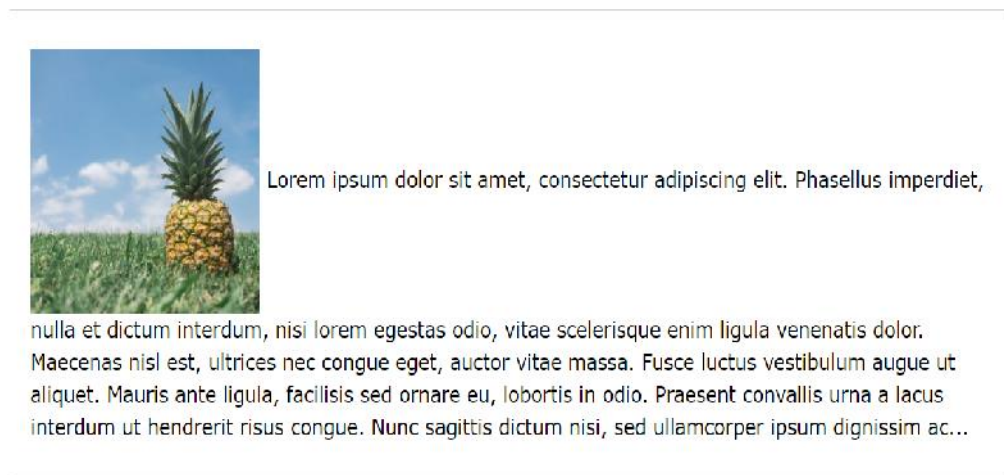 Lorem ipsum dolor sit amet, consectetur adipiscing elit. Phasellus imperdiet,
nulla et dictum interdum, nisi lorem egestas odio, vitae scelerisque enim ligula venenatis dolor.
Maecenas nisl est, ultrices nec congue eget, auctor vitae massa. Fusce luctus vestibulum augue ut
aliquet. Mauris ante ligula, facilisis sed ornare eu, lobortis in odio. Praesent convallis urna a lacus
interdum ut hendrerit risus congue. Nunc sagittis dictum nisi, sed ullamcorper ipsum dignissim ac...